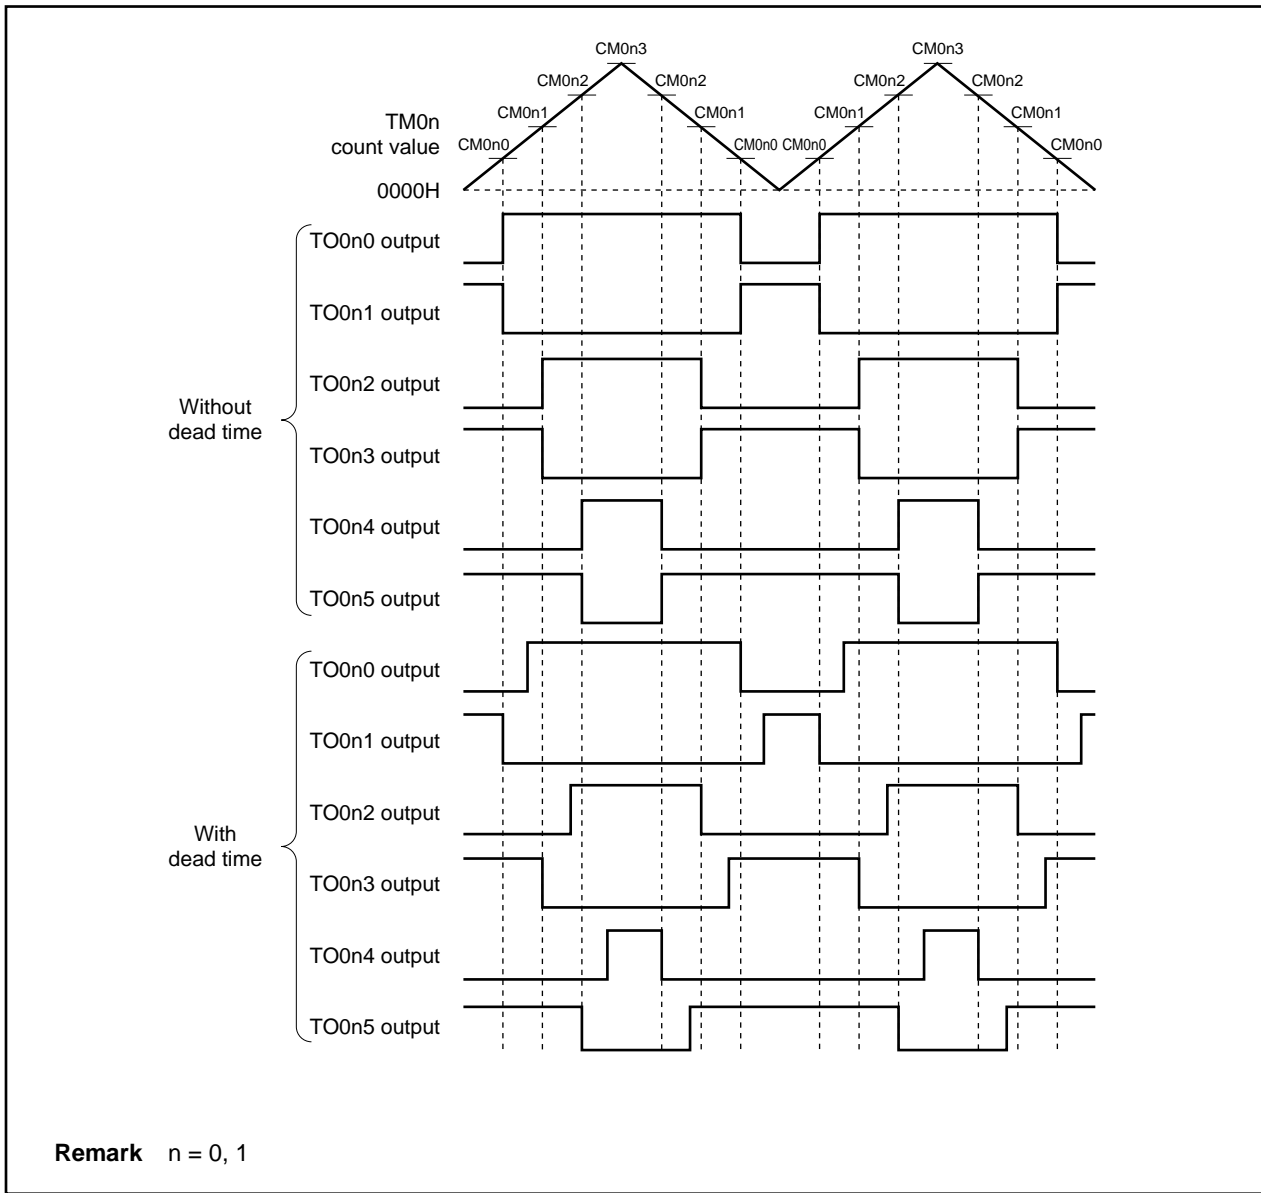 CM0n3 CM0n3
CM0n2 CM0n2 CM0n2 CM0n2
CM0n1 CM0n1 CM0n1 CM0n1
TM0n
count value
CM0n0 CM0n0 CM0n0 CM0n0
0000H
Without
dead time
TO0n0 output
TO0n1 output
TO0n2 output
TO0n3 output
TO0n4 output
TO0n5 output
With
dead time
TO0n0 output
TO0n1 output
TO0n2 output
TO0n3 output
TO0n4 output
TO0n5 output
Remark n = 0, 1